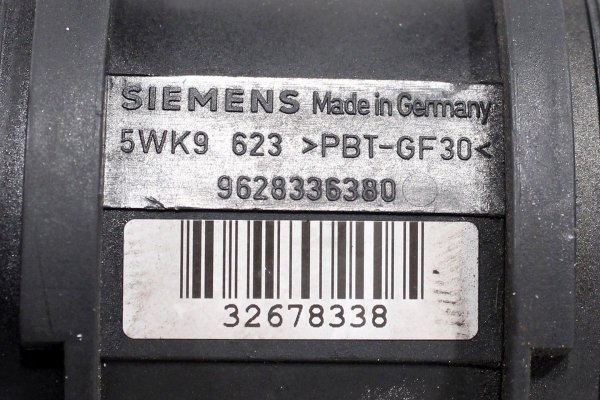 SIEMENS Made in Germany
5WK9 623 >PBT-GF30<
9628336380
32678338